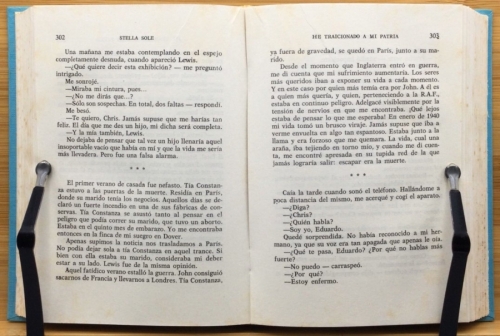 302 STELLA SOLE
Una mañana me estaba contemplando en el espejo
completamente desnuda, cuando apareció Lewis.
—¿Qué quiere decir esta exhibición? — me preguntó
intrigado.
Me sonrojé.
—Miraba mi cintura, pues...
—¿No me dirás que...?
—Solo son sospechas. En total, dos faltas — respondí.
Me besó.
—Te quiero, Chris. Jamás supuse que me harías tan
feliz. El día que me des un hijo, mi dicha será completa.
—Y la mía también, Lewis.
No dejaba de pensar que tal vez un hijo llenaría aquel
insoportable vacío que había en mí y que la vida me sería
más llevadera. Pero fue una falsa alarma.
* * *
El primer verano de casada fue nefasto. Tía Constanza
estuvo a las puertas de la muerte. Residía en París,
donde su marido tenía los negocios. Aquellos días se declaró
un fuerte incendio en una de sus fábricas de conservas.
Tía Constanza se asustó tanto al pensar en el
peligro que podía correr su marido, que tuvo un aborto.
Estaba en el quinto mes de embarazo. Yo me encontraba
entonces en la finca de mi suegro en Dover.
Apenas supimos la noticia nos trasladamos a París.
No podía dejar sola a tía Constanza en aquel trance. Si
bien con ella estaba su marido, consideraba mi deber
estar a su lado. Lewis fue de la misma opinión.
Aquel fatídico verano estalló la guerra. John consiguió
sacarnos de Francia y llevarnos a Londres. Tía Constanza,
HE TRAICIONADO A MI PATRIA 303
ya fuera de gravedad, se quedó en París, junto a su marido.
Desde el momento que Inglaterra entró en guerra,
me di cuenta que mi sufrimiento aumentaría. Los seres
más queridos iban a exponer su vida a cada momento.
Y en este caso por quien más temía era por John. A él es
a quien más quería, y quien, perteneciendo a la R.A.F.,
estaba en continuo peligro. Adelgacé visiblemente por la
tensión de nervios en que me encontraba. ¡Qué lejos
estaba de pensar lo que me esperaba! En enero de 1940
mi vida tomó un brusco viraje. Jamás supuse que iba a
verme envuelta en algo tan espantoso. Estaba junto a la
llama y era forzoso que me quemara. La vida, cual una
araña, iba tejiendo en torno mío, y cuando me di cuenta,
me encontré apresada en su tupida red de la que
jamás lograría salir: escapar era la muerte.
* * *
Caía la tarde cuando sonó el teléfono. Hallándome a
poca distancia del mismo, me acerqué y cogí el aparato.
—¿Diga?
—¿Chris?
—¿Quién habla?
—Soy yo, Eduardo.
Quedé sorprendida. No había reconocido a mi hermano,
ya que su voz era tan apagada que apenas le oía.
—¿Qué te pasa, Eduardo? ¿Por qué no hablas más
fuerte?
—No puedo — carraspeó.
—¿Por qué?
—Estoy enfermo.